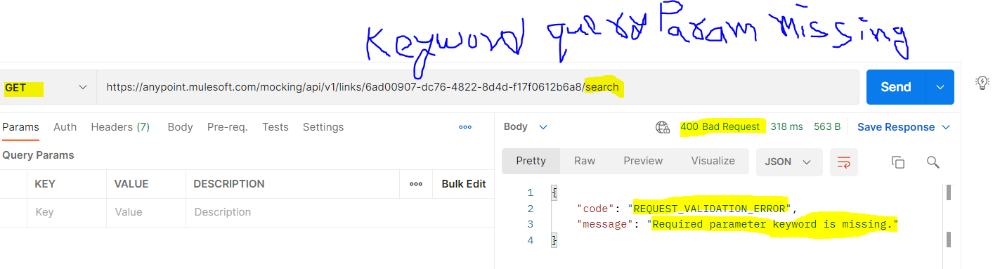 Keyword query Param Missing
GET https://anypoint.mulesoft.com/mocking/api/v1/links/6ad00907-dc76-4822-8d4d-f17f0612b6a8/search Send
Params Auth Headers (7) Body Pre-req. Tests Settings
Body 400 Bad Request 318 ms 563 B Save Response
Query Params
Pretty Raw Preview Visualize JSON
KEY VALUE DESCRIPTION Bulk Edit
Key Value Description
1 {
2 "code": "REQUEST_VALIDATION_ERROR",
3 "message": "Required parameter keyword is missing."
4 }